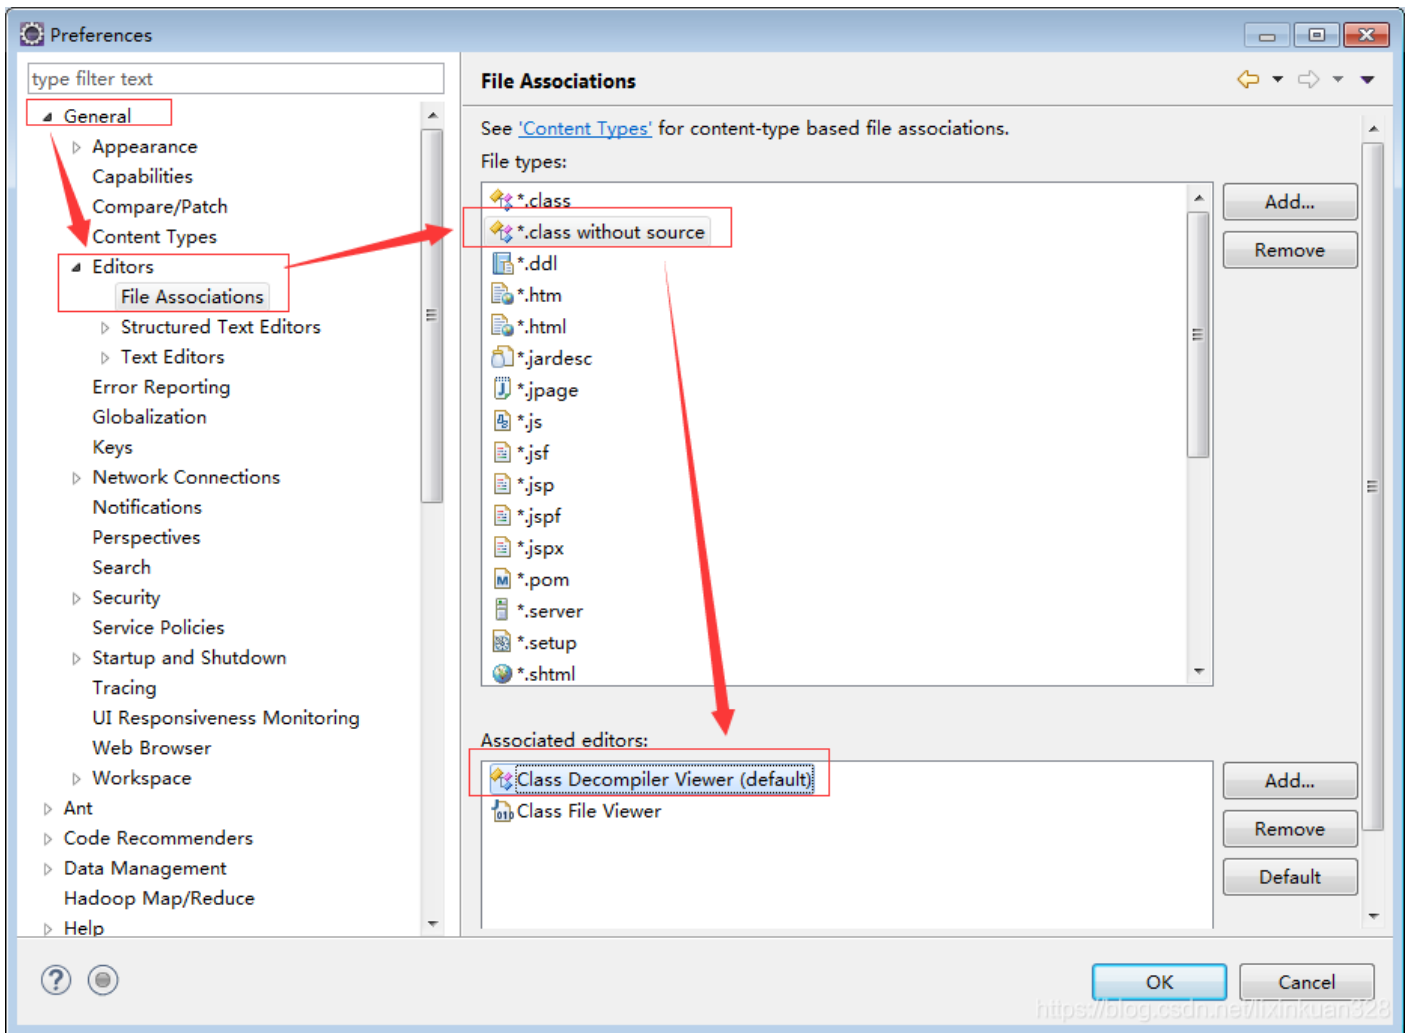 Preferences
type filter text
General
Appearance
Capabilities
Compare/Patch
Content Types
Editors
File Associations
Structured Text Editors
Text Editors
Error Reporting
Globalization
Keys
Network Connections
Notifications
Perspectives
Search
Security
Service Policies
Startup and Shutdown
Tracing
UI Responsiveness Monitoring
Web Browser
Workspace
Ant
Code Recommenders
Data Management
Hadoop Map/Reduce
Help
File Associations
See 'Content Types' for content-type based file associations.
File types:
*.class
*.class without source
*.ddl
*.htm
*.html
*.jardesc
*.jpage
*.js
*.jsf
*.jsp
*.jspf
*.jspx
*.pom
*.server
*.setup
*.shtml
Add...
Remove
Associated editors:
Class Decompiler Viewer (default)
Class File Viewer
Add...
Remove
Default
OK
Cancel
https://blog.csdn.net/lixinkuan328